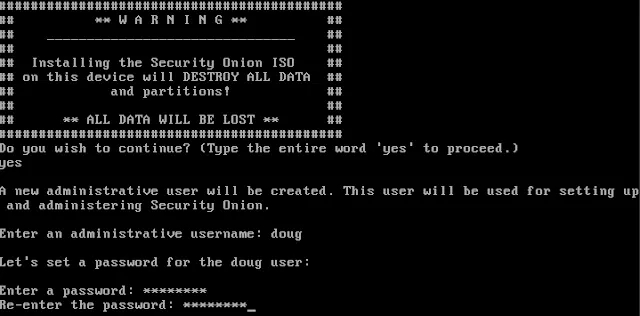 ###########################################
## ** W A R N I N G ** ##
## _______________________________ ##
## ##
## Installing the Security Onion ISO ##
## on this device will DESTROY ALL DATA ##
## and partitions! ##
## ##
## ** ALL DATA WILL BE LOST ** ##
###########################################
Do you wish to continue? (Type the entire word 'yes' to proceed.)
yes
A new administrative user will be created. This user will be used for setting up
and administering Security Onion.
Enter an administrative username: doug
Let's set a password for the doug user:
Enter a password: ********
Re-enter the password: ********_